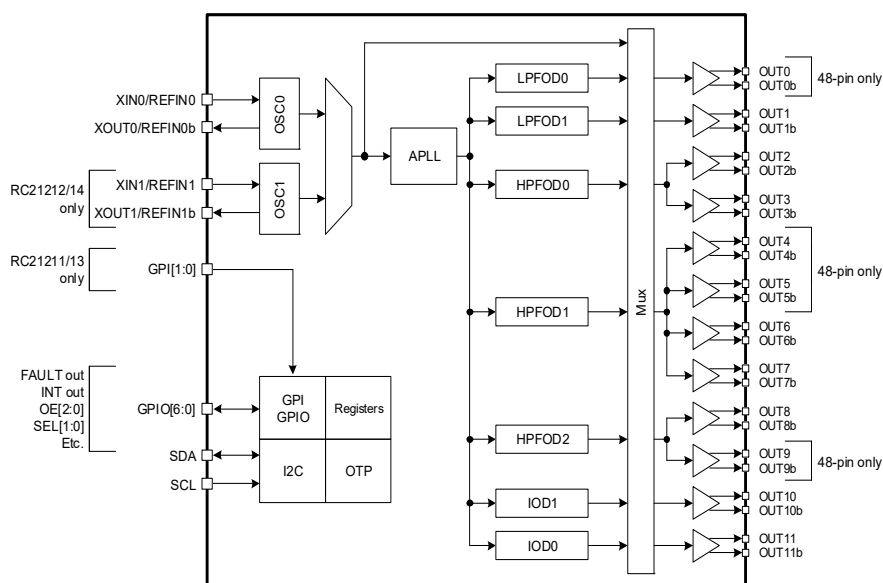 XIN0/REFIN0
XOUT0/REFIN0b
OSC0
RC21212/14
only
XIN1/REFIN1
XOUT1/REFIN1b
OSC1
RC21211/13
only
GPI[1:0]
FAULT out
INT out
OE[2:0]
SEL[1:0]
Etc.
GPIO[6:0]
SDA
SCL
GPI
GPIO
Registers
I2C
OTP
APLL
LPFOD0
LPFOD1
HPFOD0
HPFOD1
HPFOD2
IOD1
IOD0
Mux
OUT0
OUT0b
48-pin only
OUT1
OUT1b
OUT2
OUT2b
OUT3
OUT3b
OUT4
OUT4b
OUT5
OUT5b
48-pin only
OUT6
OUT6b
OUT7
OUT7b
OUT8
OUT8b
OUT9
OUT9b
48-pin only
OUT10
OUT10b
OUT11
OUT11b